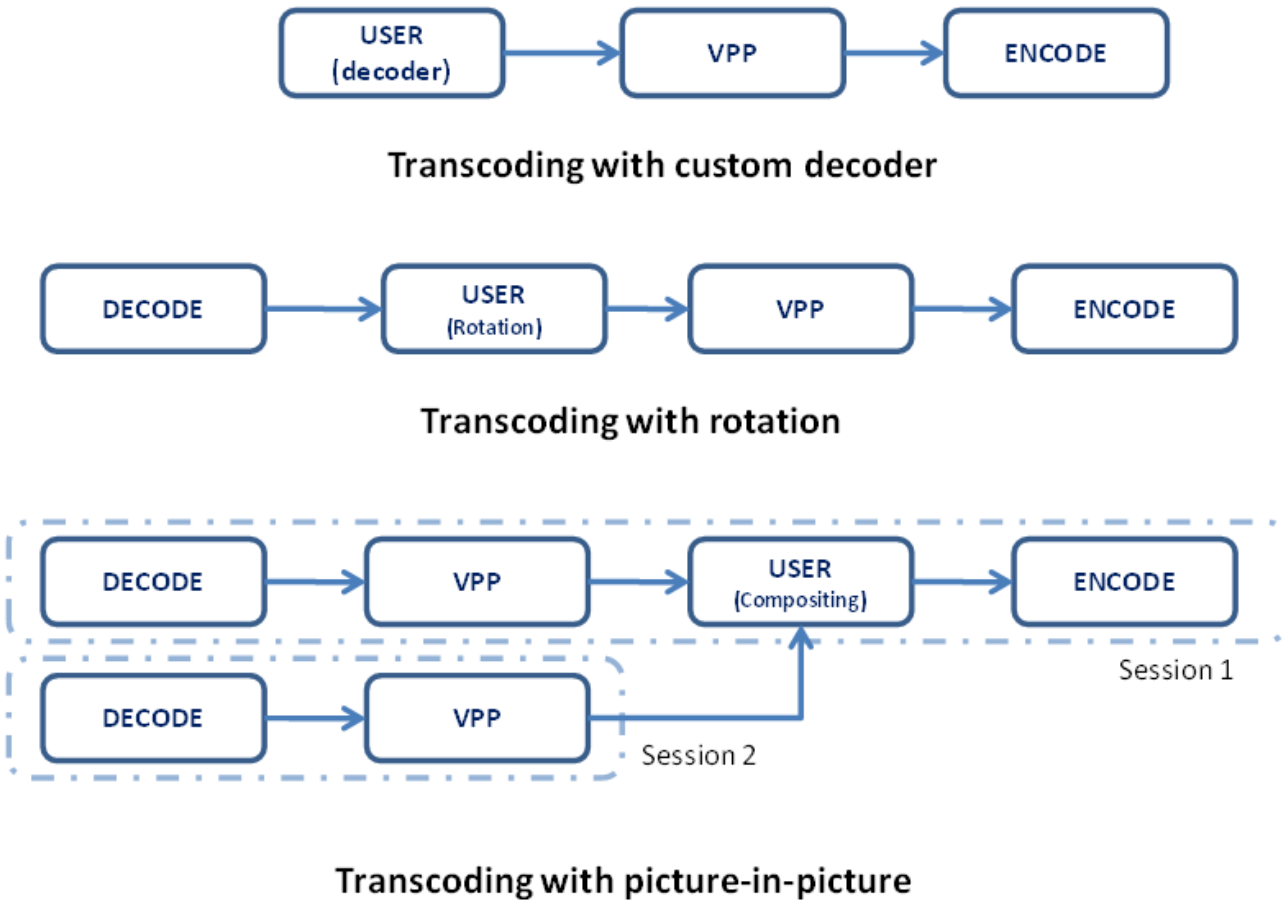 USER
(decoder)
VPP
ENCODE
Transcoding with custom decoder
DECODE
USER
(Rotation)
VPP
ENCODE
Transcoding with rotation
DECODE
VPP
USER
(Compositing)
ENCODE
Session 1
DECODE
VPP
Session 2
Transcoding with picture-in-picture